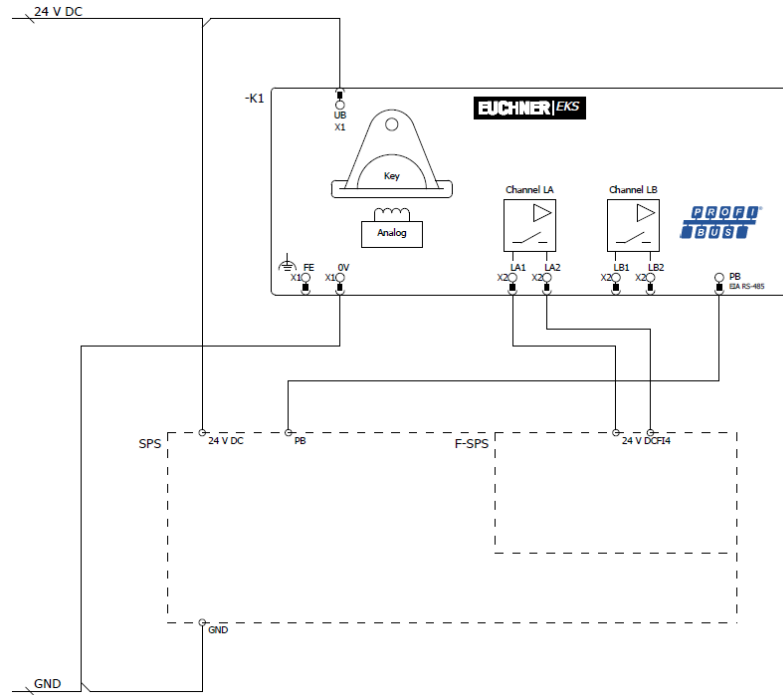 24 V DC
-K1
EUCHNER EKS
UB
X1
Key
Analog
Channel LA
Channel LB
PROFI
BUS
FE
0V
LA1
LA2
LB1
LB2
PB
X1
X1
X2
X2
X2
X2
EIA RS-485
SPS
24 V DC
PB
F-SPS
24 V DC
FI4
GND
GND